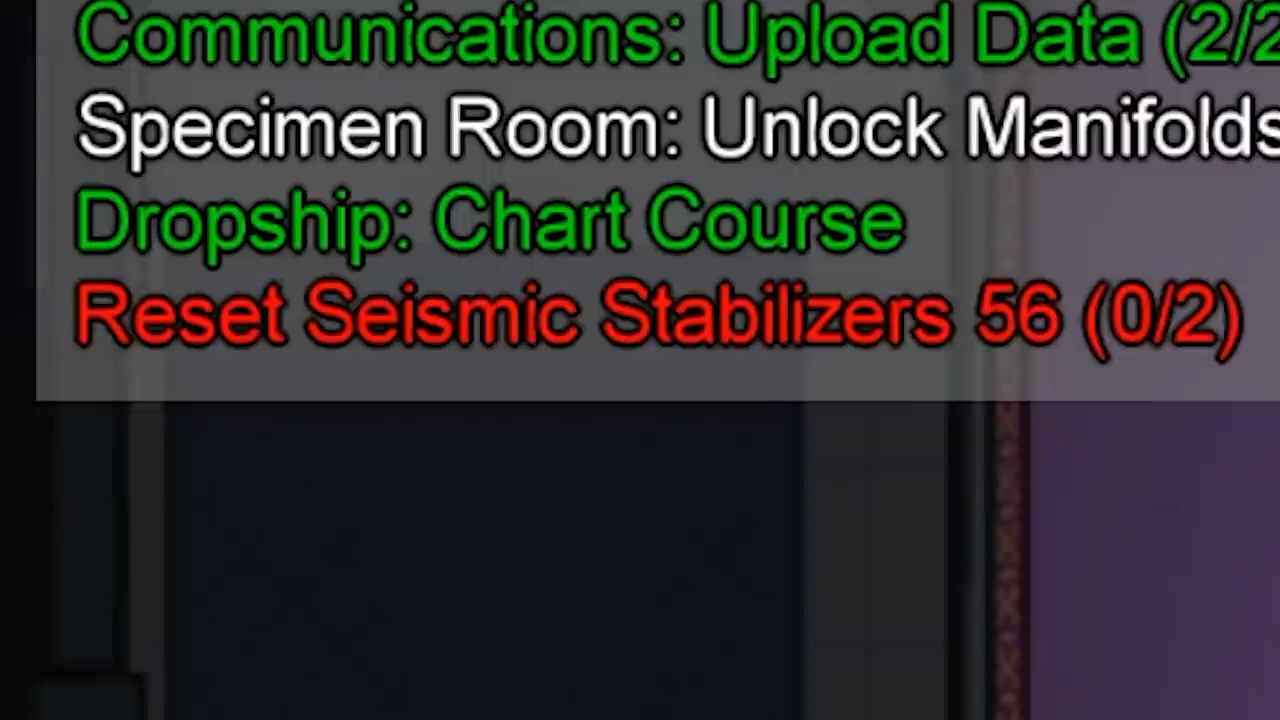 Communications: Upload Data (2/2
Specimen Room: Unlock Manifolds
Dropship: Chart Course
Reset Seismic Stabilizers 56 (0/2)